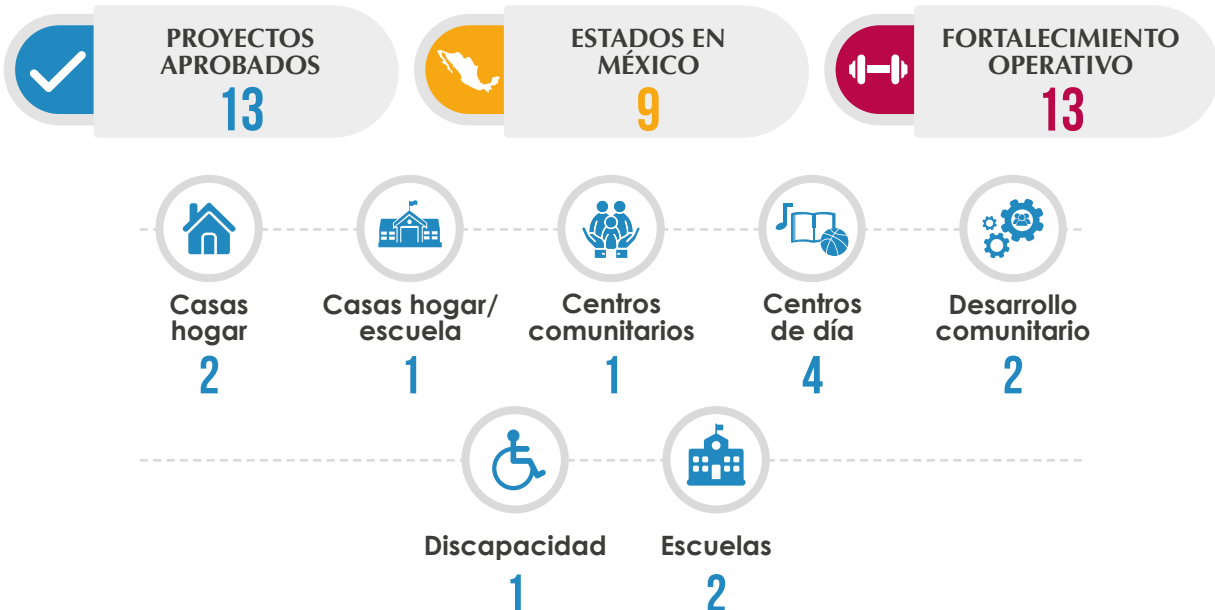 PROYECTOS
APROBADOS
13
ESTADOS EN
MÉXICO
9
FORTALECIMIENTO
OPERATIVO
13
Casas
hogar
2
Casas hogar/
escuela
1
Centros
comunitarios
1
Centros
de día
4
Desarrollo
comunitario
2
Discapacidad
1
Escuelas
2